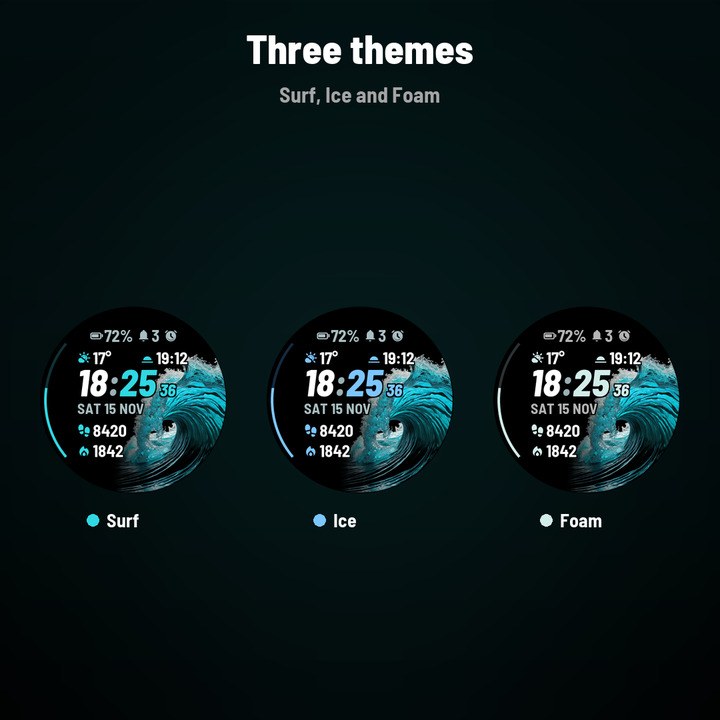 Three themes
Surf, Ice and Foam
72% 3
17° 19:12
18:25 36
SAT 15 NOV
8420
1842
Surf
72% 3
17° 19:12
18:25 36
SAT 15 NOV
8420
1842
Ice
72% 3
17° 19:12
18:25 36
SAT 15 NOV
8420
1842
Foam